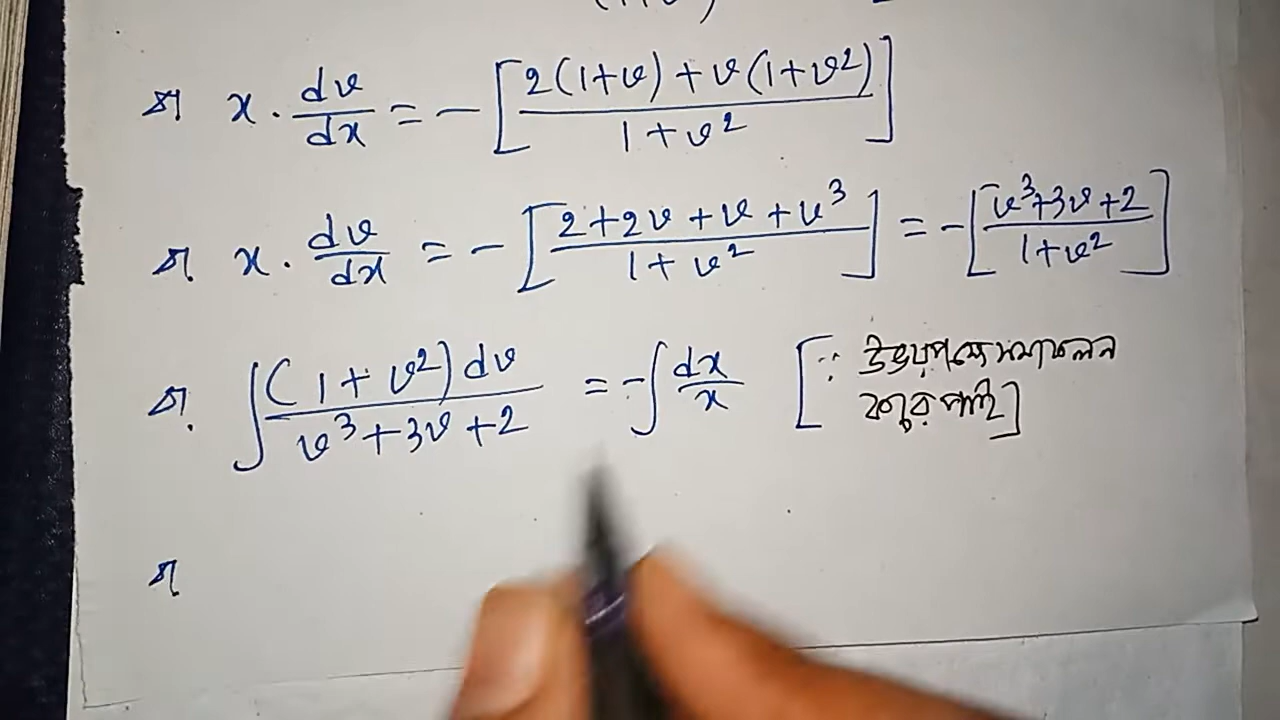 বা x · dv/dx = - [2(1+v) + v(1+v²) / 1+v²]
বা x · dv/dx = - [2+2v+v+v³ / 1+v²] = - [v³+3v+2 / 1+v²]
বা, ∫ (1+v²)dv / v³+3v+2 = - ∫ dx/x [∵ উভয়পক্ষে সমাকলন
করে পাই]
বা